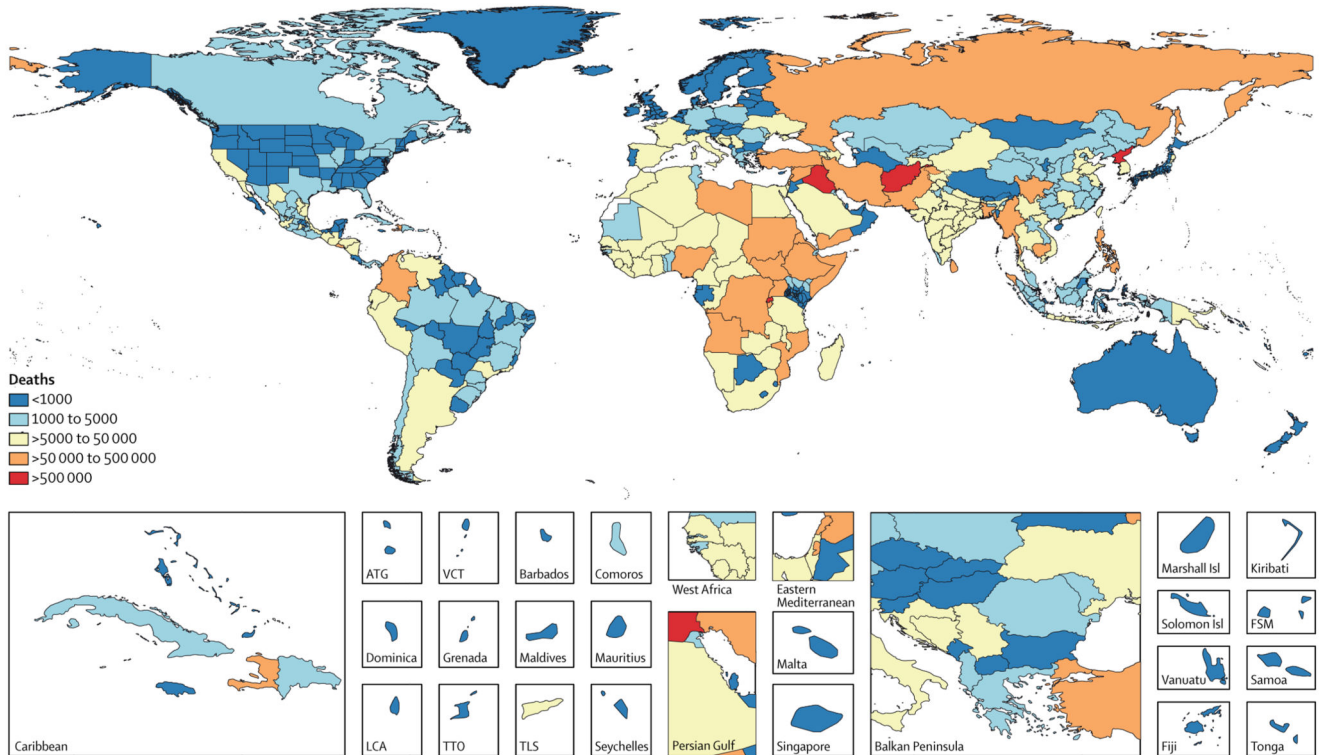 Deaths
<1000
1000 to 5000
>5000 to 50 000
>50 000 to 500 000
>500 000
Caribbean
ATG
VCT
Barbados
Comoros
Dominica
Grenada
Maldives
Mauritius
LCA
TTO
TLS
Seychelles
West Africa
Eastern
Mediterranean
Persian Gulf
Malta
Singapore
Balkan Peninsula
Marshall Isl
Kiribati
Solomon Isl
FSM
Vanuatu
Samoa
Fiji
Tonga